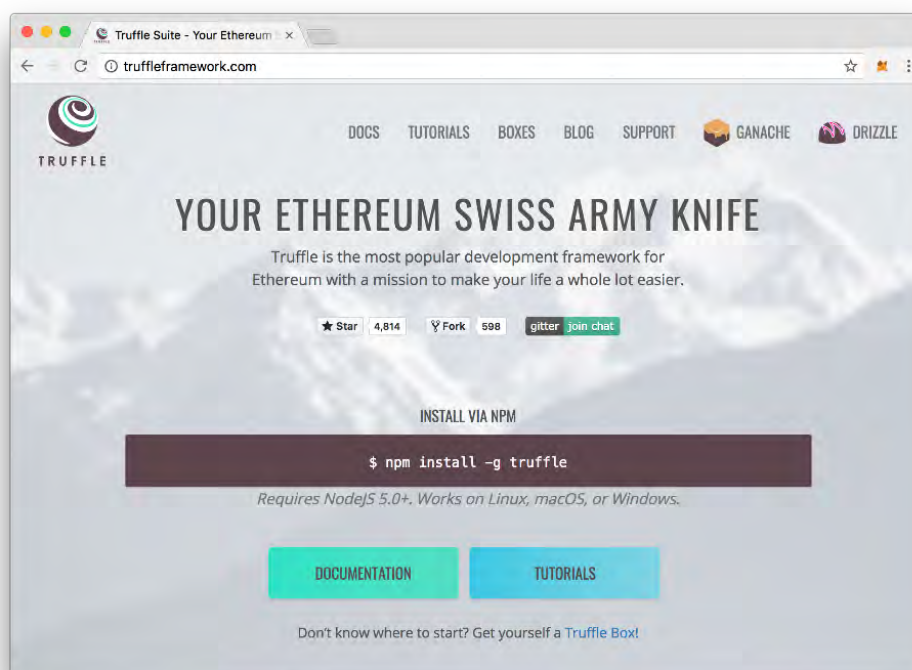 Truffle Suite - Your Ethereum
truffleframework.com
TRUFFLE
DOCS TUTORIALS BOXES BLOG SUPPORT GANACHE DRIZZLE
YOUR ETHEREUM SWISS ARMY KNIFE
Truffle is the most popular development framework for
Ethereum with a mission to make your life a whole lot easier.
Star 4,814 Fork 598 gitter join chat
INSTALL VIA NPM
$ npm install -g truffle
Requires NodeJS 5.0+. Works on Linux, macOS, or Windows.
DOCUMENTATION TUTORIALS
Don't know where to start? Get yourself a Truffle Box!